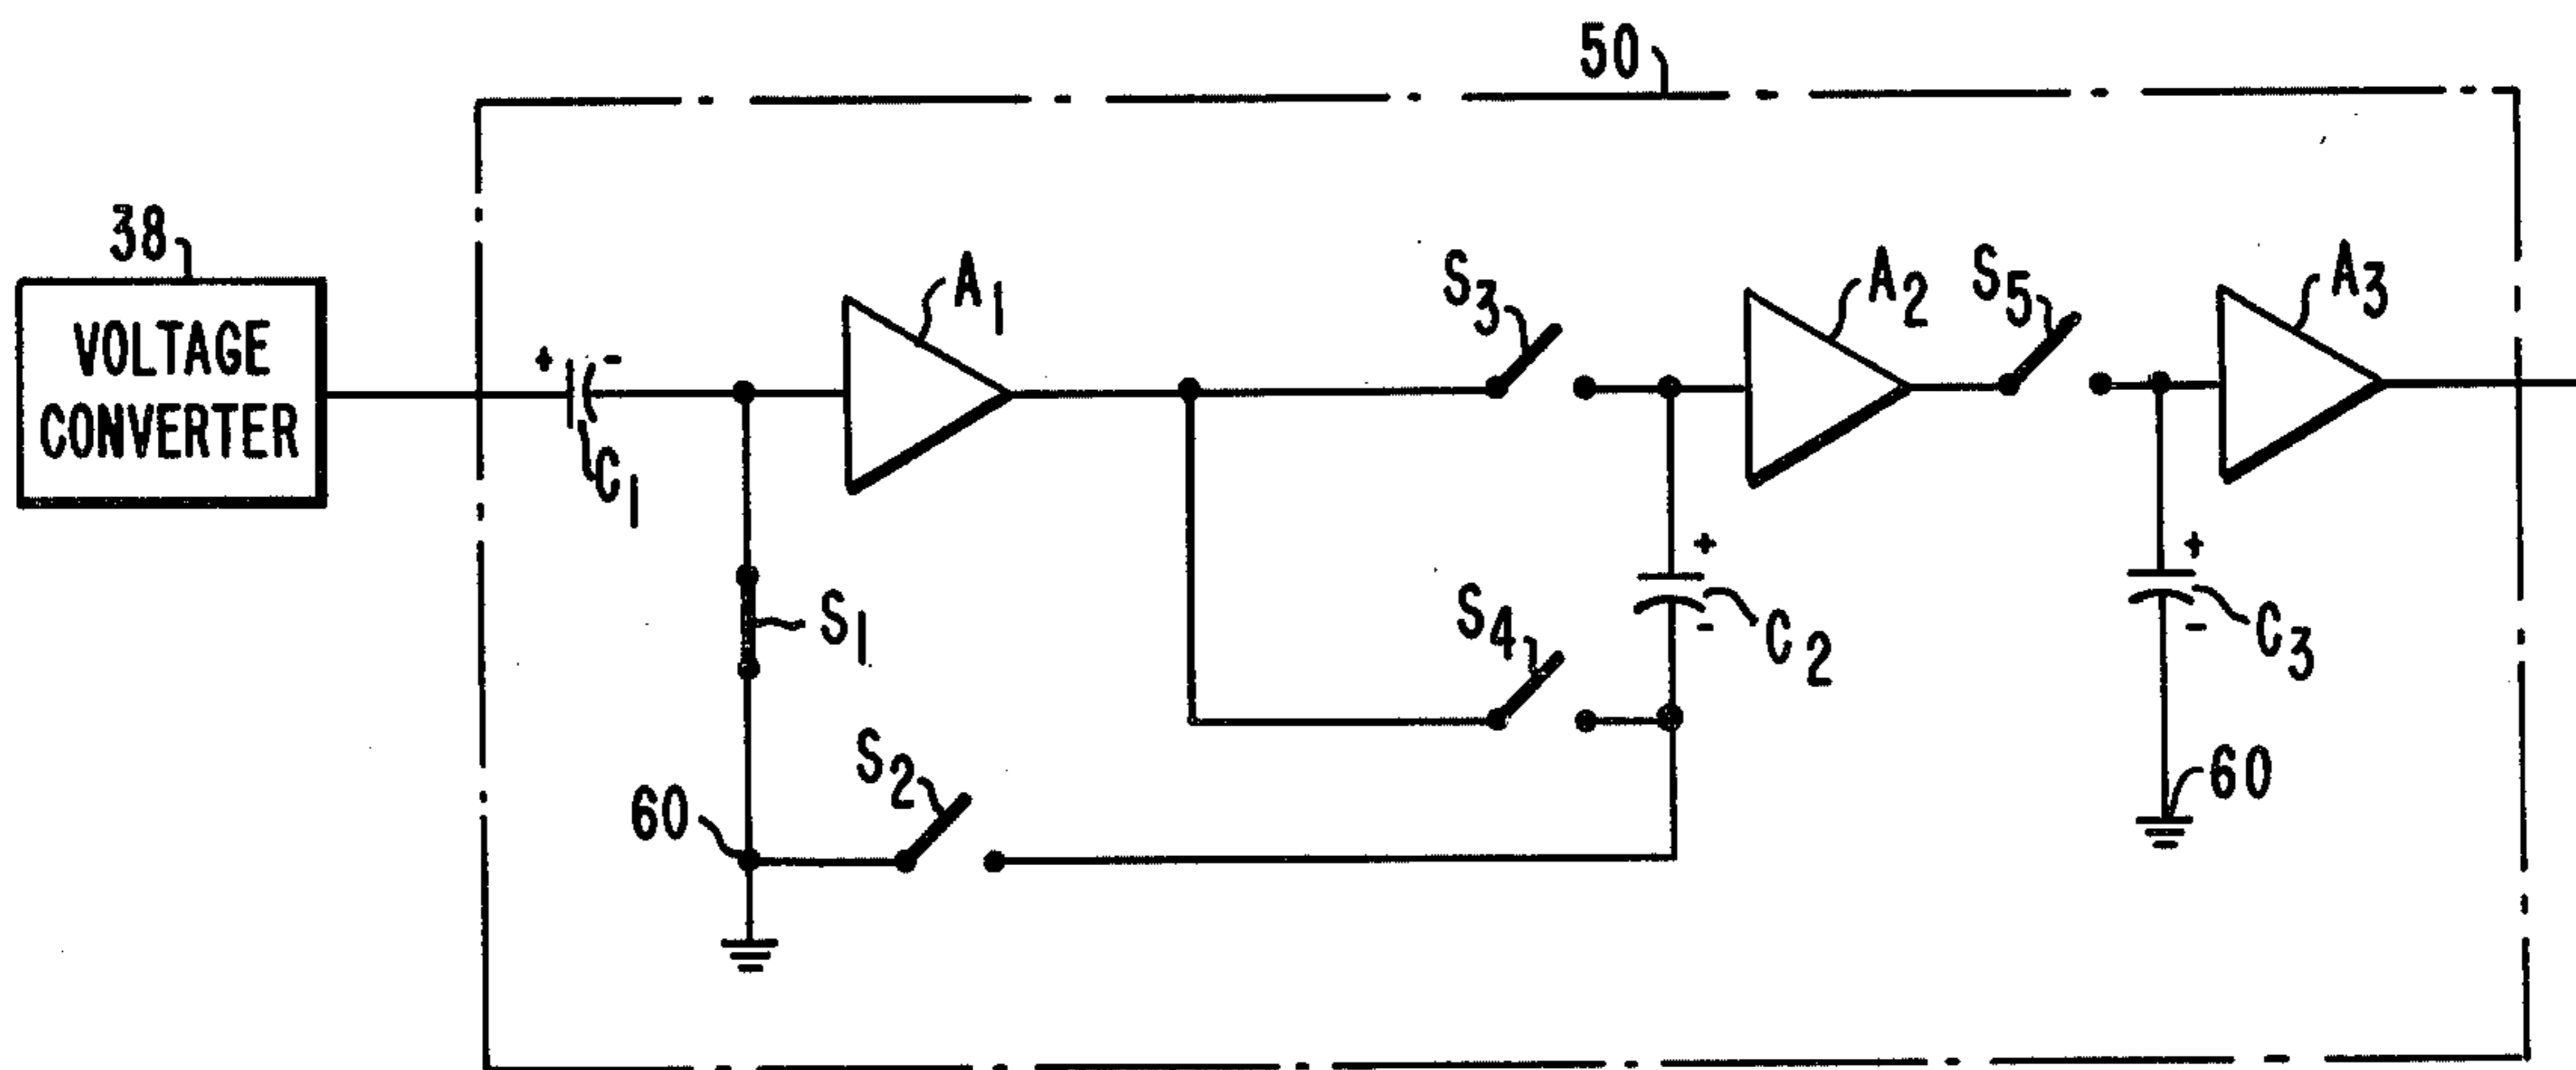 50
38
VOLTAGE
CONVERTER
+ -
C1
A1
S3
A2
S5
A3
S1
S4
+
-
C2
+
-
C3
S2
60
60